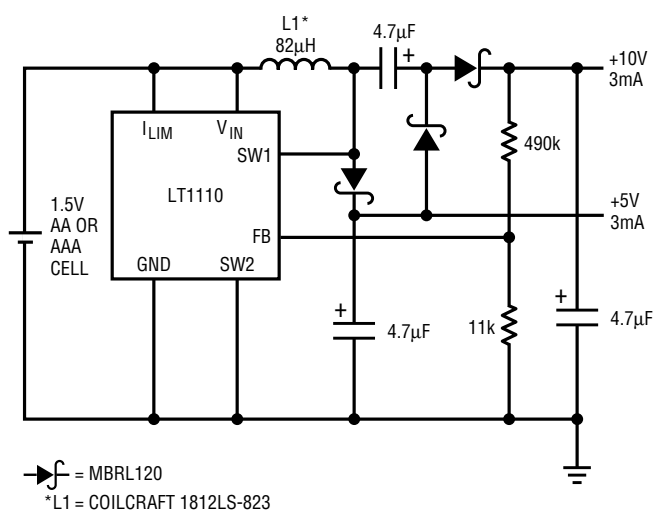 L1*
82µH
4.7µF
+
+10V
3mA
I_LIM
V_IN
SW1
490k
LT1110
1.5V
AA OR
AAA
CELL
+5V
3mA
FB
GND
SW2
+
4.7µF
11k
+
4.7µF
= MBRL120
*L1 = COILCRAFT 1812LS-823